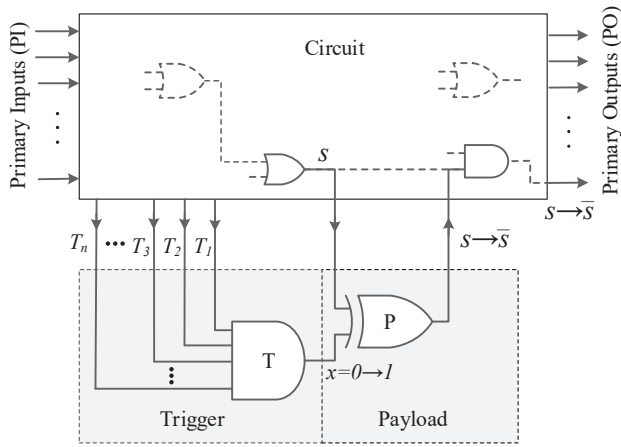 Primary Inputs (PI)
Circuit
Primary Outputs (PO)
S
S→S̅
Tₙ ••• T₃ T₂ T₁
S→S̅
P
T
x=0→1
Trigger
Payload